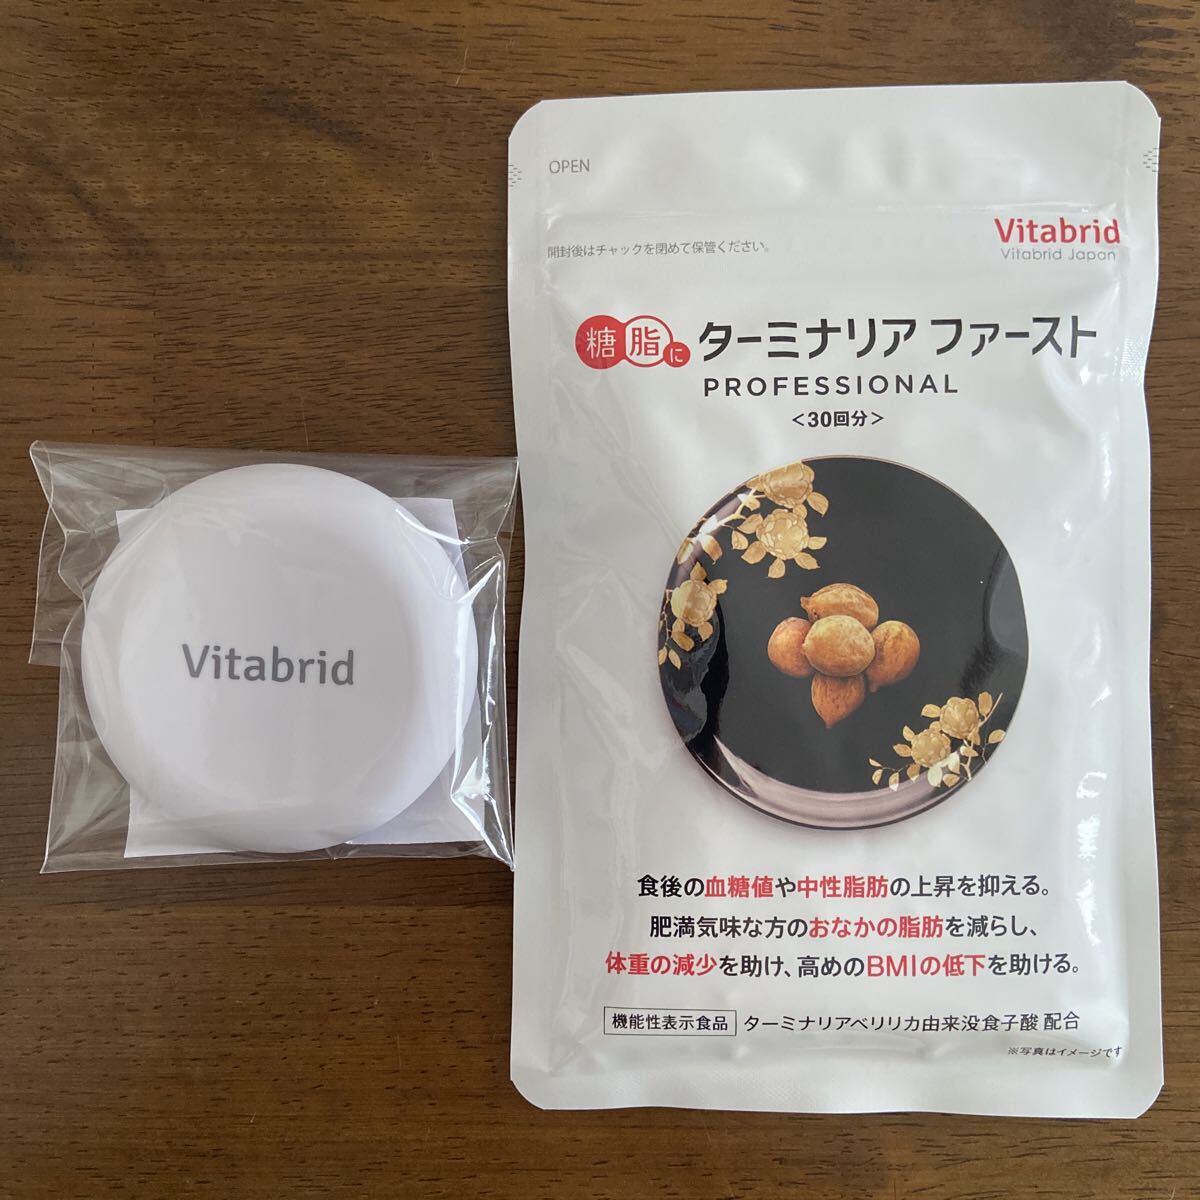 OPEN
Vitabrid
Vitabrid Japan
開封後はチャックを閉めて保管ください。
糖 脂 に ターミナリア ファースト
PROFESSIONAL
<30回分>
Vitabrid
食後の血糖値や中性脂肪の上昇を抑える。
肥満気味な方のおなかの脂肪を減らし、
体重の減少を助け、高めのBMIの低下を助ける。
機能性表示食品 ターミナリアベリリカ由来没食子酸 配合
※写真はイメージです